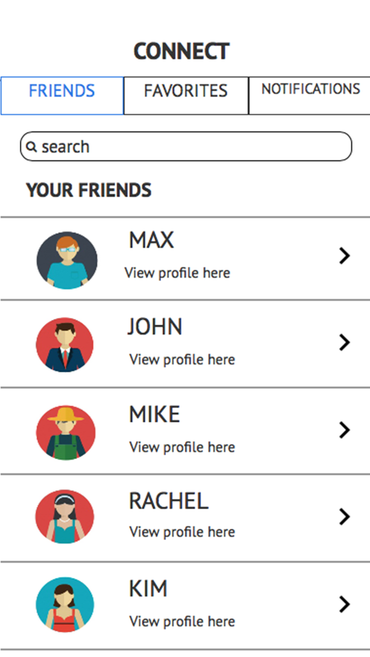 CONNECT
FRIENDS FAVORITES NOTIFICATIONS
search
YOUR FRIENDS
MAX
View profile here
JOHN
View profile here
MIKE
View profile here
RACHEL
View profile here
KIM
View profile here